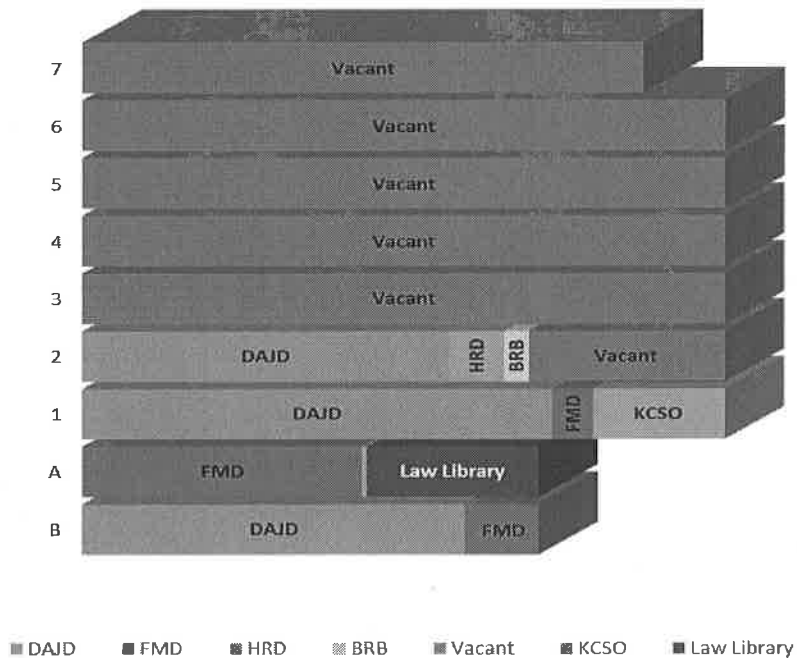 7 Vacant
6 Vacant
5 Vacant
4 Vacant
3 Vacant
2 DAJD HRD BRB Vacant
1 DAJD FMD KCSO
A FMD Law Library
B DAJD FMD
DAJD FMD HRD BRB Vacant KCSO Law Library